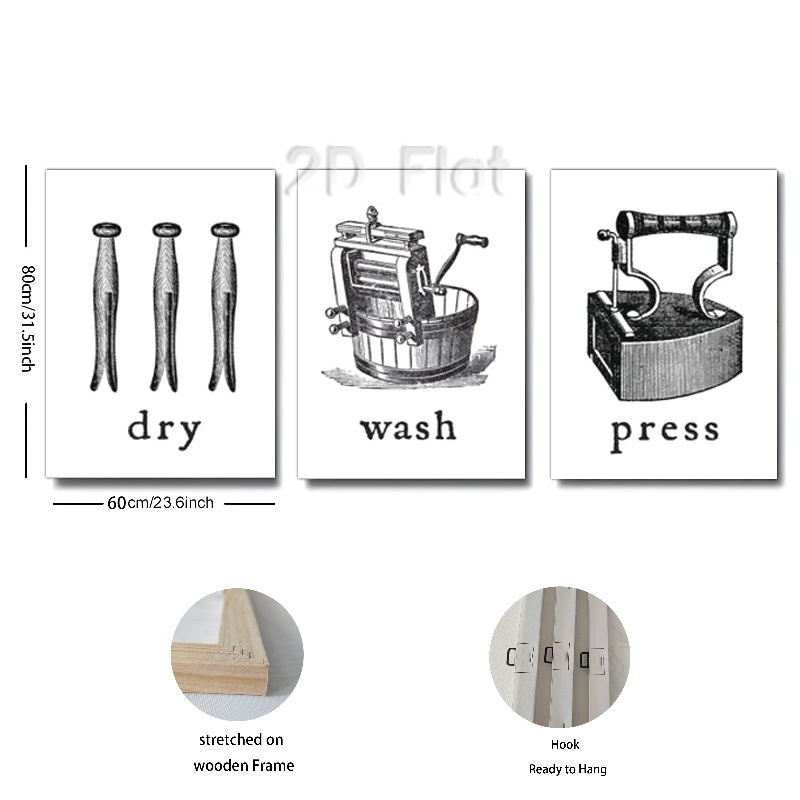 2D Flat
80cm/31.5inch
dry
wash
press
60cm/23.6inch
stretched on
wooden Frame
Hook
Ready to Hang